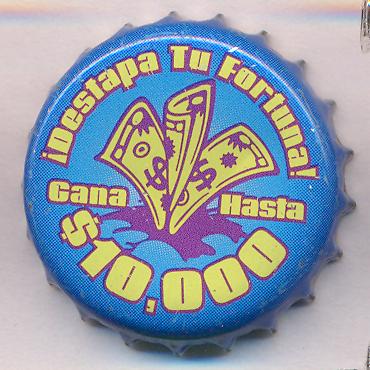 ¡Destapa Tu Fortuna!
Gana Hasta
$10,000